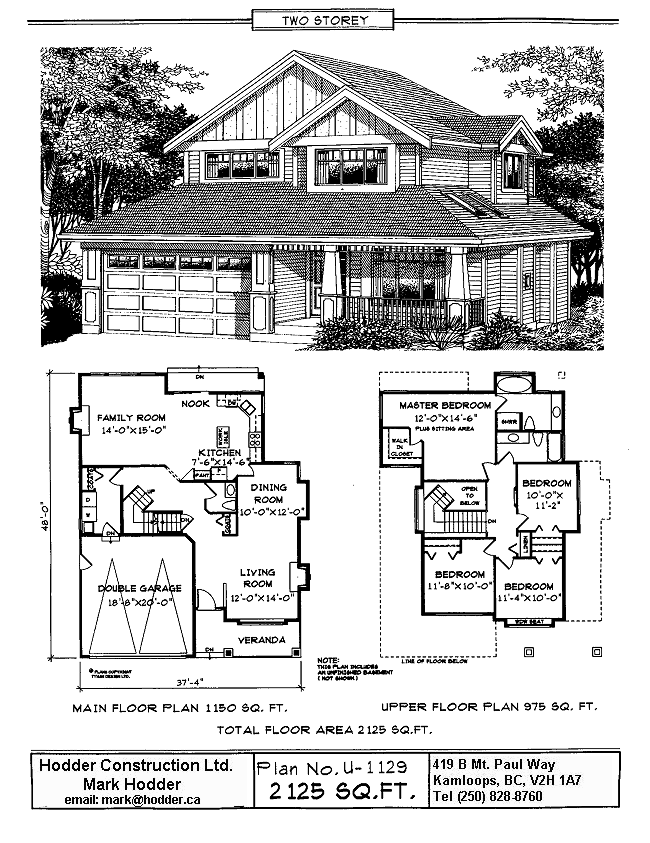 TWO STOREY
DN
NOOK
DW
FAMILY ROOM
14'-0"X15'-0"
WORK
ISLE
KITCHEN
7'-6"X14'-6"
PANT
F
DINING
ROOM
10'-0"X12'-0"
D
W
DN
DN
LIVING
ROOM
12'-0"X14'-0"
DOUBLE GARAGE
18'-8"X20'-0"
VERANDA
DN
48'-0"
37'-4"
© PLANS COPYRIGHT
TITAN DESIGN LTD.
NOTE:
THIS PLAN INCLUDES
AN UNFINISHED BASEMENT
(NOT SHOWN)
MASTER BEDROOM
12'-0"X14'-6"
PLUS SITTING AREA
SHWR
WALK
IN
CLOSET
OPEN
TO
BELOW
DN
BEDROOM
10'-0"X
11'-2"
LINEN
BEDROOM
11'-8"X10'-0"
BEDROOM
11'-4"X10'-0"
WDW SEAT
LINE OF FLOOR BELOW
MAIN FLOOR PLAN 1150 SQ. FT.
UPPER FLOOR PLAN 975 SQ. FT.
TOTAL FLOOR AREA 2125 SQ.FT.
Hodder Construction Ltd.
Mark Hodder
email: mark@hodder.ca
Plan No. U-1129
2125 SQ.FT.
419 B Mt. Paul Way
Kamloops, BC, V2H 1A7
Tel (250) 828-8760